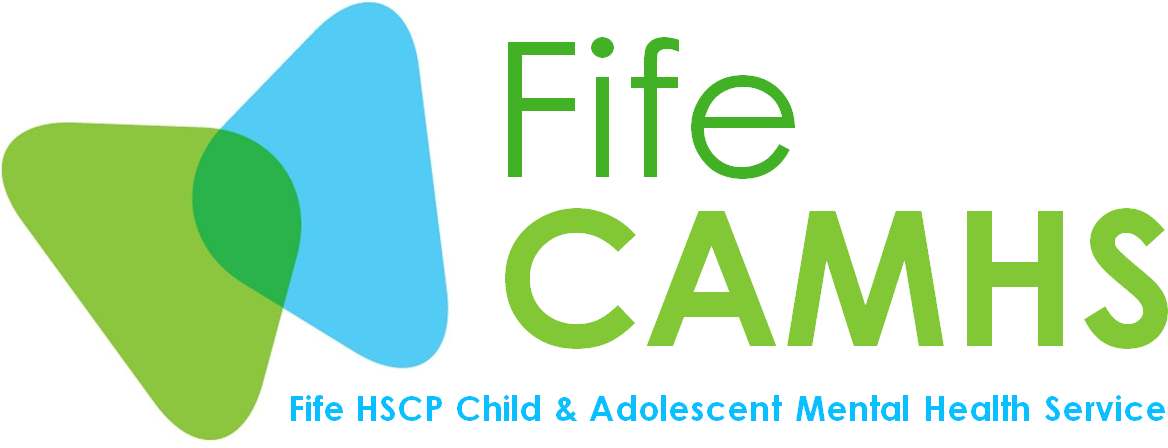 Fife
CAMHS
Fife HSCP Child & Adolescent Mental Health Service